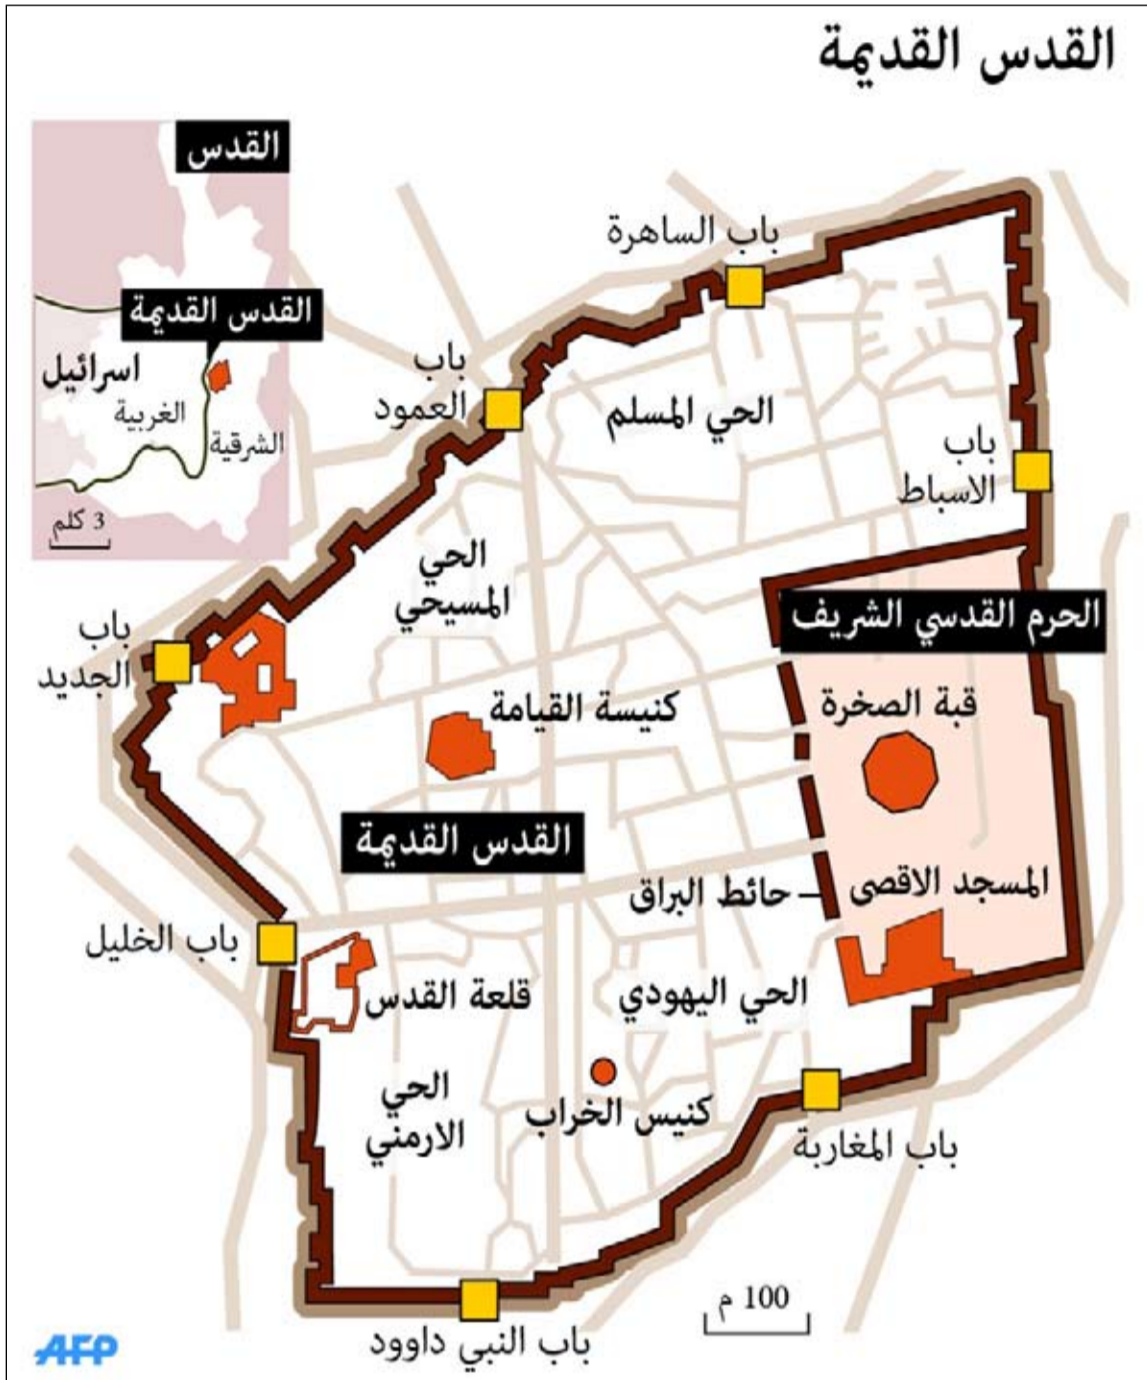 القدس القديمة
القدس
القدس القديمة
اسرائيل
الغربية
الشرقية
3 كلم
باب الساهرة
باب
العمود
الحي المسلم
باب
الاسباط
الحي
المسيحي
الحرم القدسي الشريف
باب
الجديد
كنيسة القيامة
قبة الصخرة
القدس القديمة
المسجد الاقصى
حائط البراق
باب الخليل
قلعة القدس
الحي اليهودي
الحي
الارمني
كنيس الخراب
باب المغاربة
100 م
باب النبي داوود
AFP